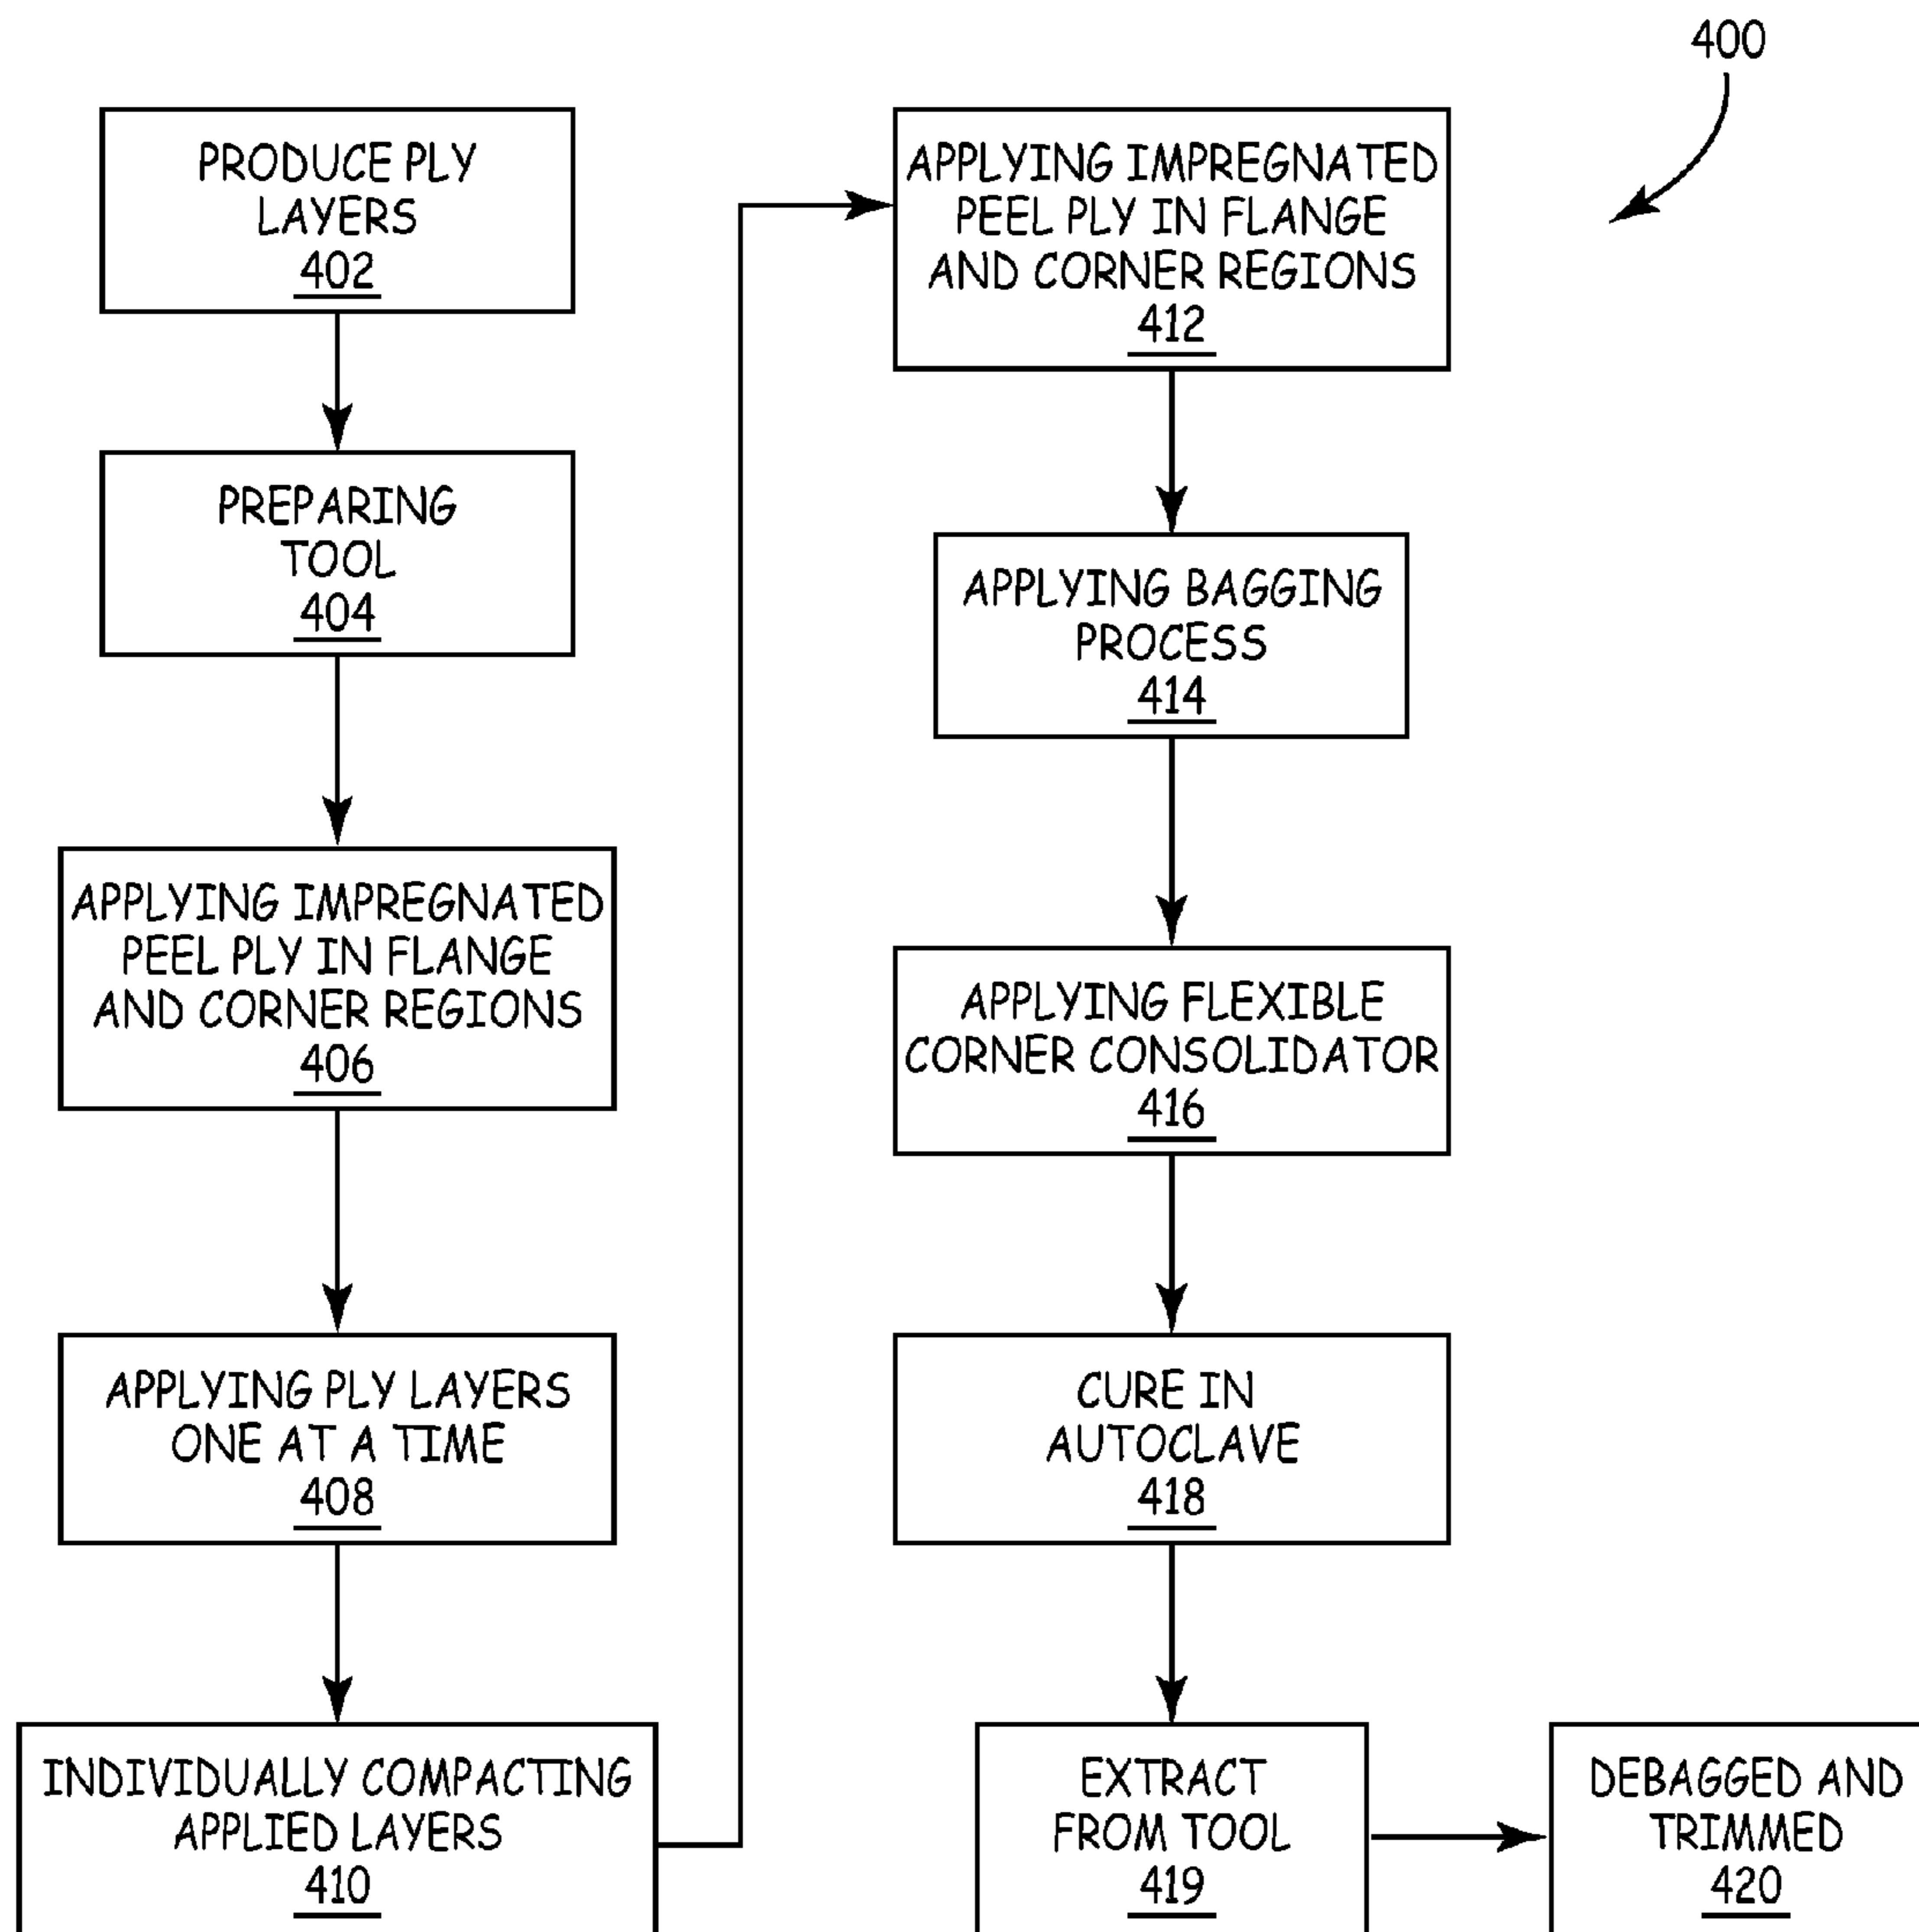 400
PRODUCE PLY
LAYERS
402
PREPARING
TOOL
404
APPLYING IMPREGNATED
PEEL PLY IN FLANGE
AND CORNER REGIONS
406
APPLYING PLY LAYERS
ONE AT A TIME
408
INDIVIDUALLY COMPACTING
APPLIED LAYERS
410
APPLYING IMPREGNATED
PEEL PLY IN FLANGE
AND CORNER REGIONS
412
APPLYING BAGGING
PROCESS
414
APPLYING FLEXIBLE
CORNER CONSOLIDATOR
416
CURE IN
AUTOCLAVE
418
EXTRACT
FROM TOOL
419
DEBAGGED AND
TRIMMED
420